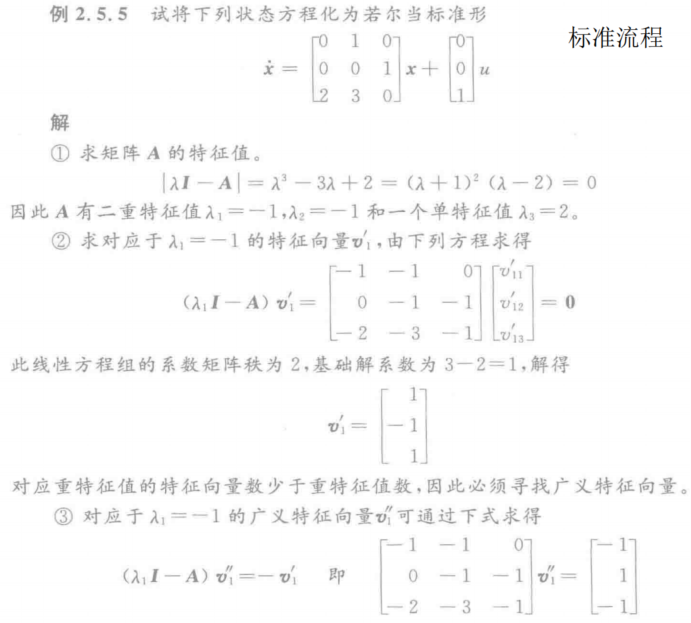 例 2.5.5 试将下列状态方程化为若尔当标准形
标准流程
ẋ = [0 1 0; 0 0 1; 2 3 0] x + [0; 0; 1] u
解
① 求矩阵 A 的特征值。
|λI − A| = λ³ − 3λ + 2 = (λ + 1)² (λ − 2) = 0
因此 A 有二重特征值 λ₁ = −1, λ₂ = −1 和一个单特征值 λ₃ = 2。
② 求对应于 λ₁ = −1 的特征向量 v′₁, 由下列方程求得
(λ₁I − A) v′₁ = [−1 −1 0; 0 −1 −1; −2 −3 −1] [v′₁₁; v′₁₂; v′₁₃] = 0
此线性方程组的系数矩阵秩为 2, 基础解系数为 3−2=1, 解得
v′₁ = [1; −1; 1]
对应重特征值的特征向量数少于重特征值数, 因此必须寻找广义特征向量。
③ 对应于 λ₁ = −1 的广义特征向量 v″₁ 可通过下式求得
(λ₁I − A) v″₁ = − v′₁ 即 [−1 −1 0; 0 −1 −1; −2 −3 −1] v″₁ = [−1; 1; −1]